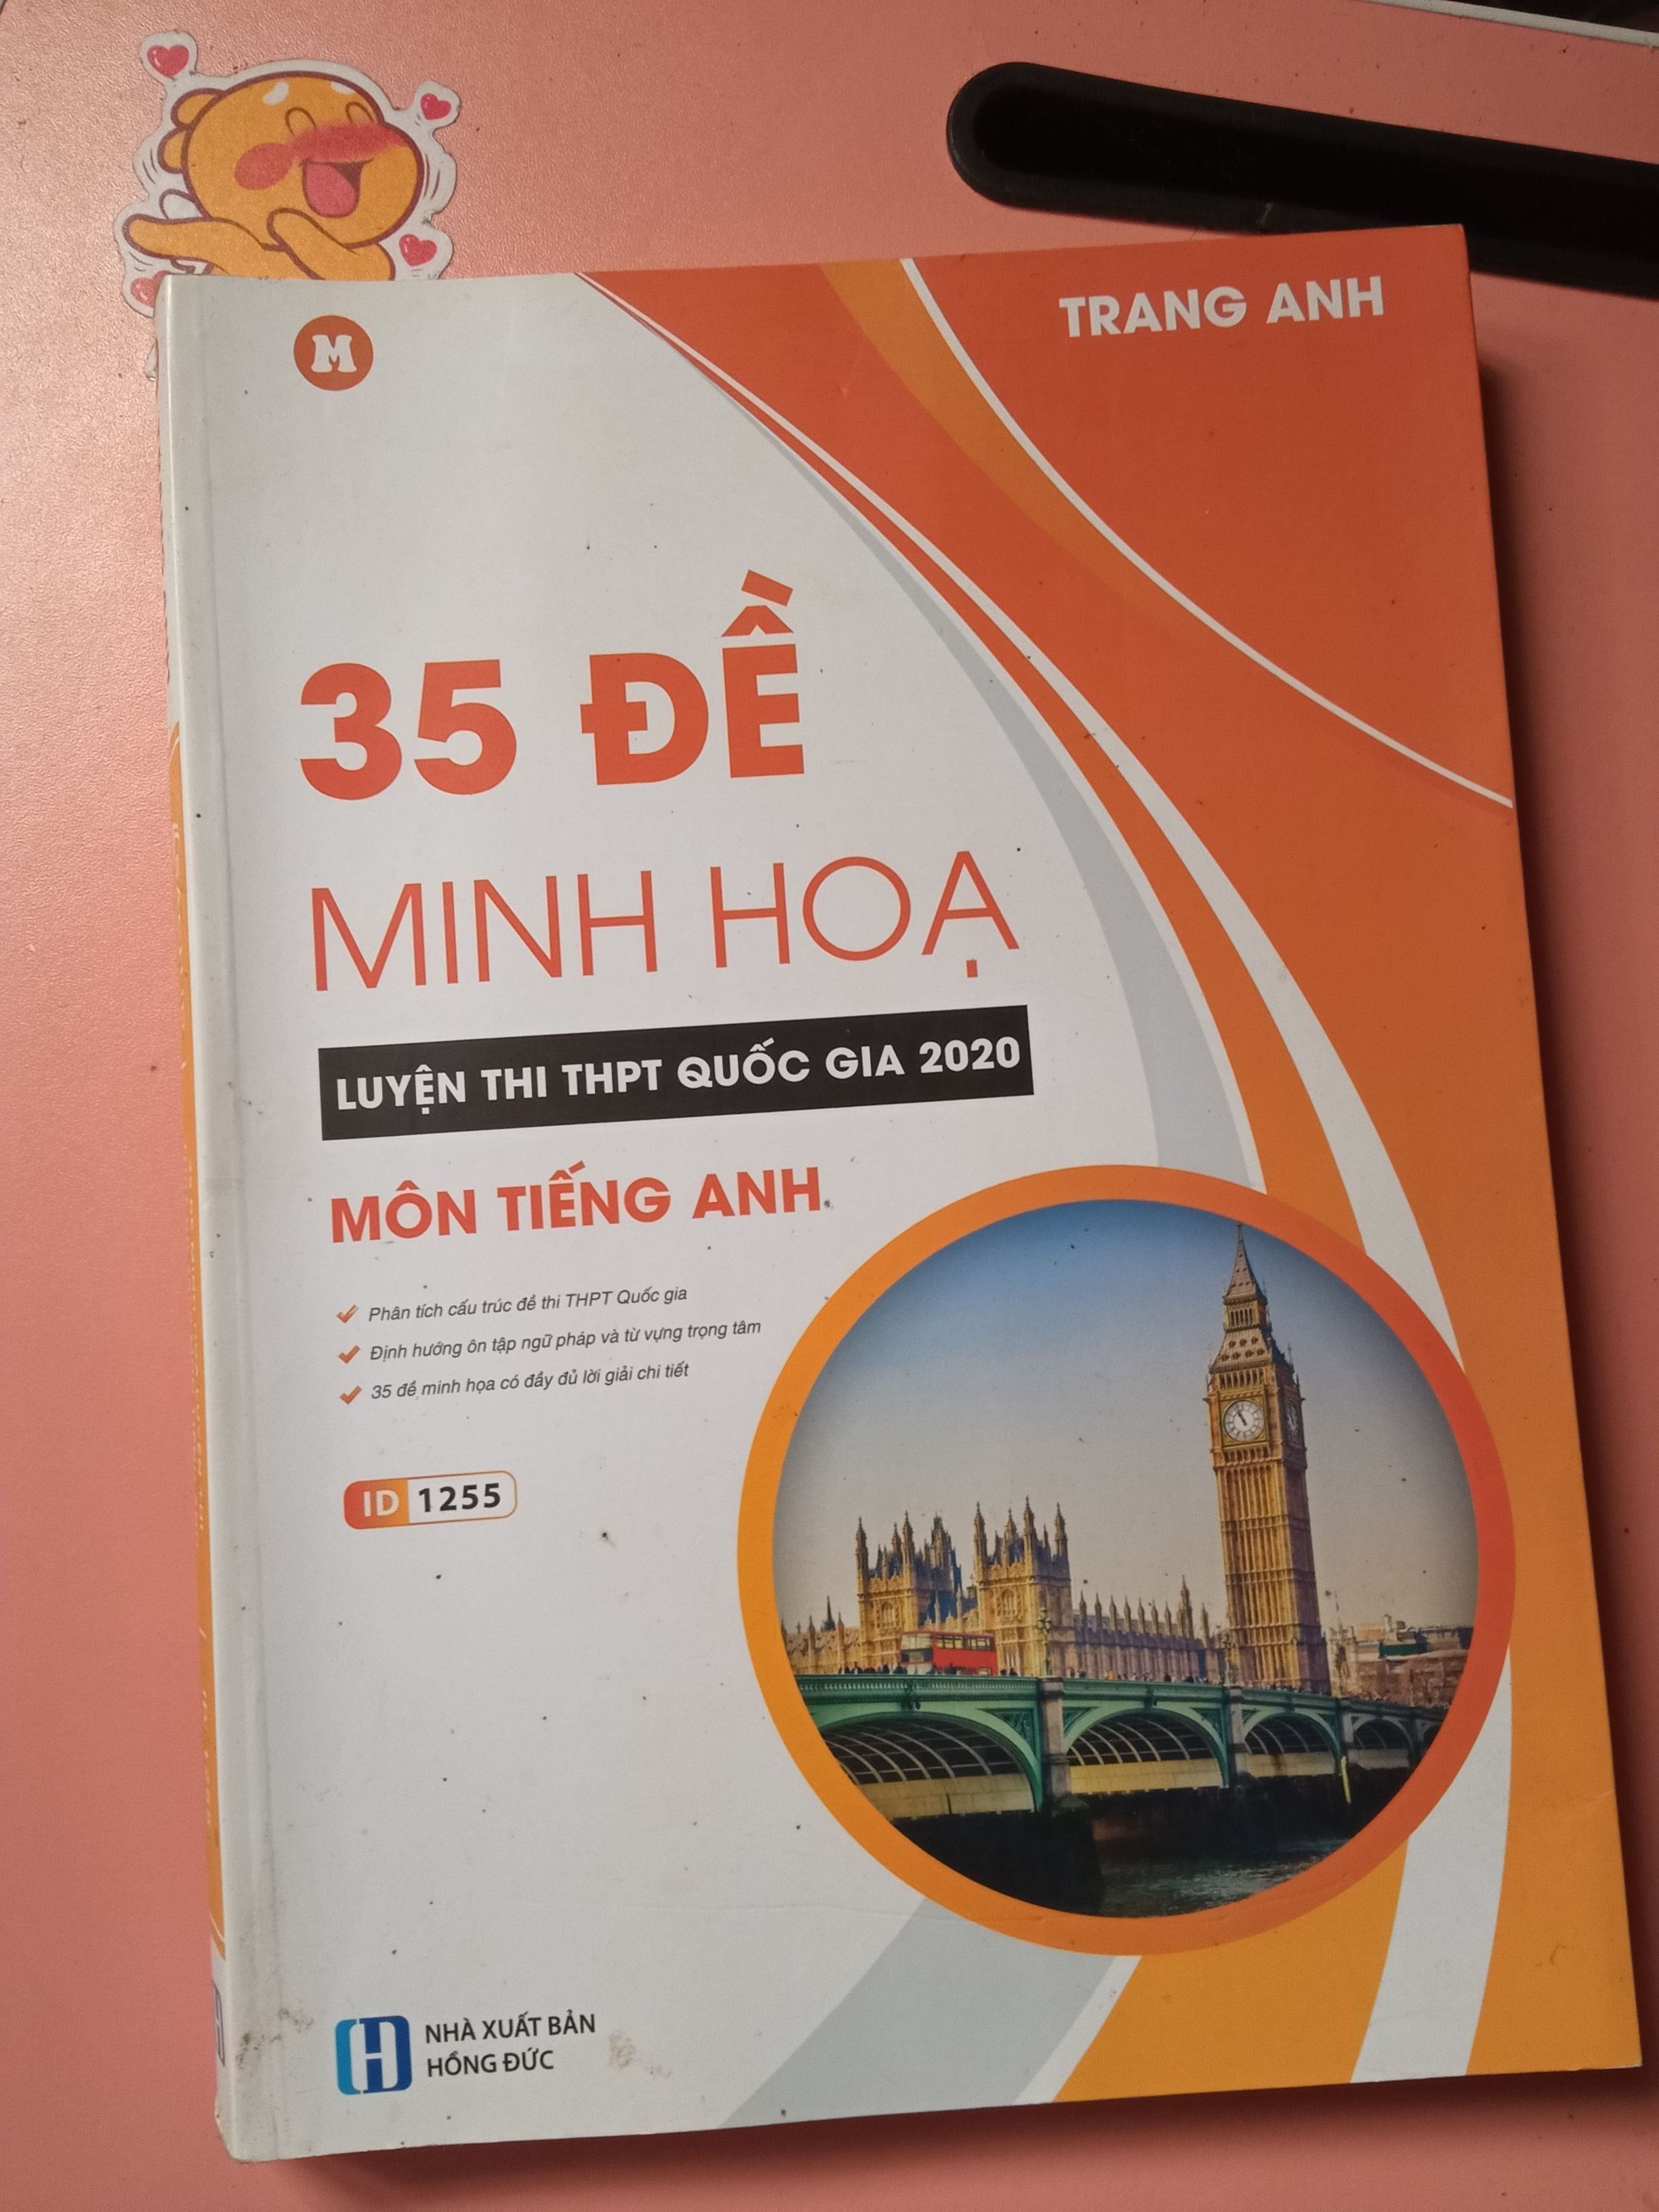 M
TRANG ANH
35 ĐỀ
MINH HOẠ
LUYỆN THI THPT QUỐC GIA 2020
MÔN TIẾNG ANH
Phân tích cấu trúc đề thi THPT Quốc gia
Định hướng ôn tập ngữ pháp và từ vựng trọng tâm
35 đề minh họa có đầy đủ lời giải chi tiết
ID 1255
NHÀ XUẤT BẢN
HỒNG ĐỨC